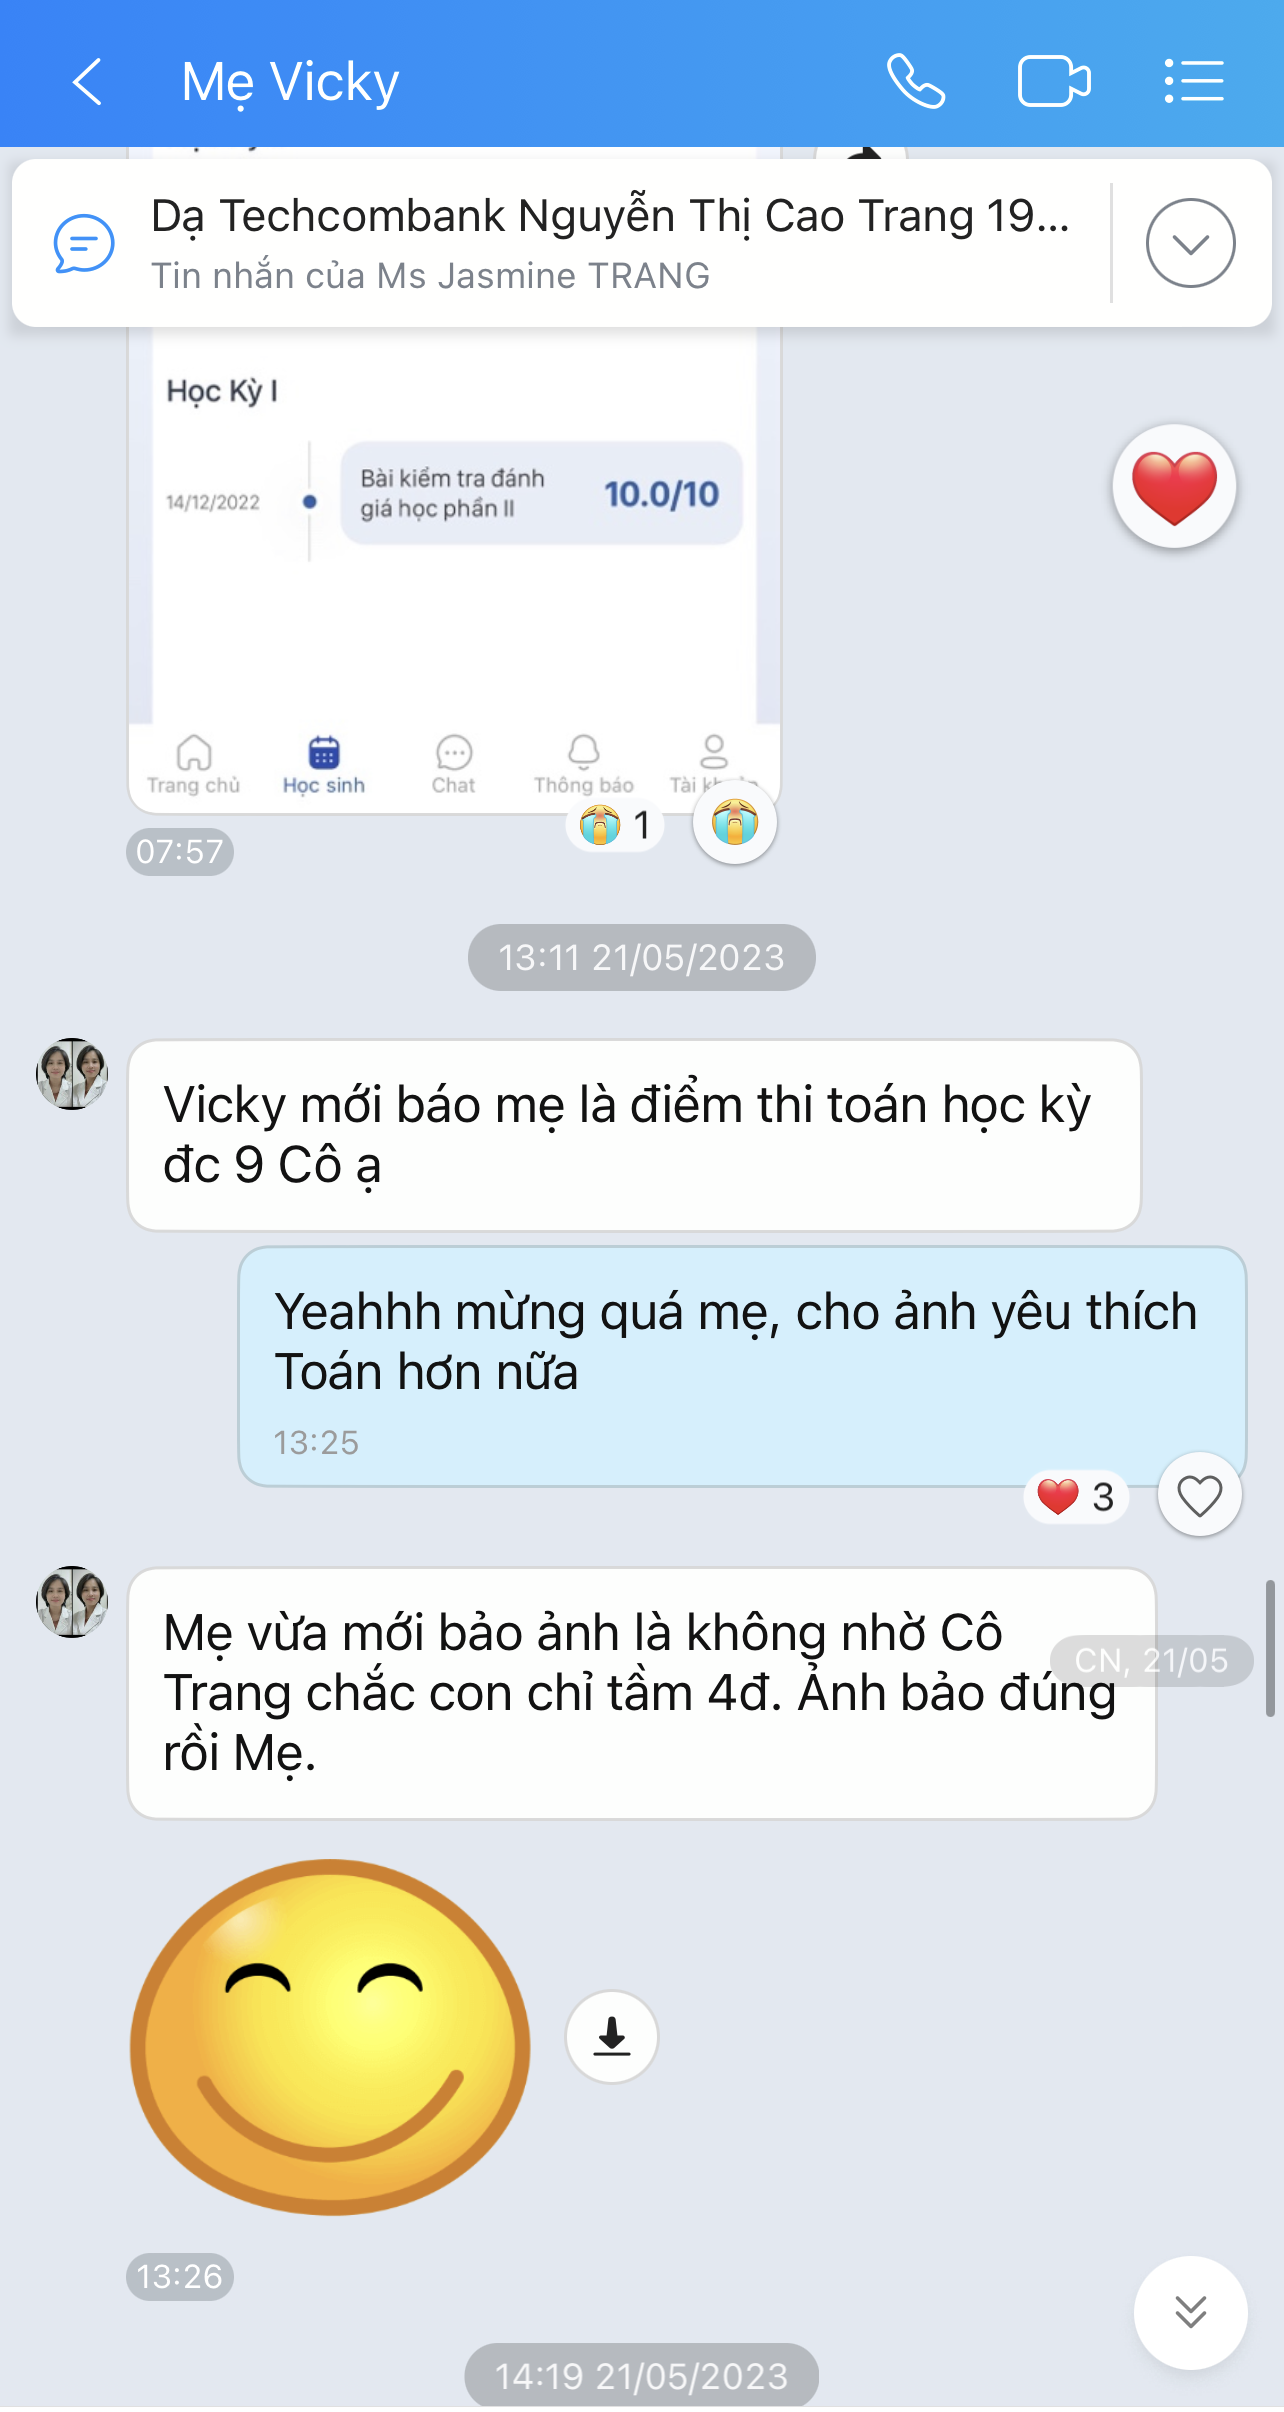 Mẹ Vicky
Dạ Techcombank Nguyễn Thị Cao Trang 19...
Tin nhắn của Ms Jasmine TRANG
Học Kỳ I
14/12/2022
Bài kiểm tra đánh
giá học phần II
10.0/10
Trang chủ
Học sinh
Chat
Thông báo
Tài
1
07:57
13:11 21/05/2023
Vicky mới báo mẹ là điểm thi toán học kỳ
đc 9 Cô ạ
Yeahhh mừng quá mẹ, cho ảnh yêu thích
Toán hơn nữa
13:25
3
Mẹ vừa mới bảo ảnh là không nhờ Cô
CN, 21/05
Trang chắc con chỉ tầm 4đ. Ảnh bảo đúng
rồi Mẹ.
13:26
14:19 21/05/2023